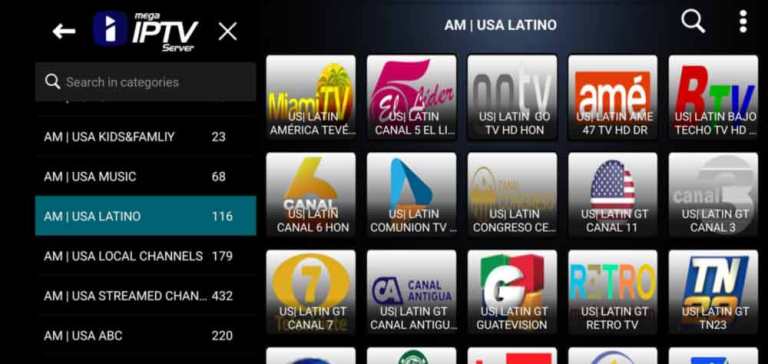 mega
IPTV
Server
AM | USA LATINO
Search in categories
AM | USA KIDS&FAMLIY 23
AM | USA MUSIC 68
AM | USA LATINO 116
AM | USA LOCAL CHANNELS 179
AM | USA STREAMED CHAN... 432
AM | USA ABC 220
MiamiTV
US| LATIN
AMÉRICA TEVÉ...
5
El Líder
US| LATIN
CANAL 5 EL LI...
US| LATIN GO
TV HD HON
amé
US| LATIN AME
47 TV HD DR
BTV
US| LATIN BAJO
TECHO TV HD ...
6
CANAL
US| LATIN
CANAL 6 HON
US| LATIN
COMUNION TV ...
CANAL
CONGRESO
US| LATIN
CONGRESO CE...
US| LATIN GT
CANAL 11
canal 3
US| LATIN GT
CANAL 3
7
US| LATIN GT
CANAL 7
CA CANAL
ANTIGUA
US| LATIN GT
CANAL ANTIGU...
G
US| LATIN GT
GUATEVISION
RETRO
US| LATIN GT
RETRO TV
TN
23
US| LATIN GT
TN23